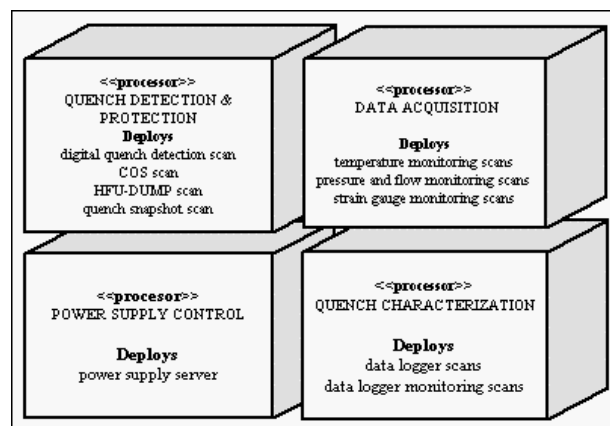 <<processor>>
QUENCH DETECTION &
PROTECTION
Deploys
digital quench detection scan
COS scan
HFU-DUMP scan
quench snapshot scan
<<processor>>
DATA ACQUISITION
Deploys
temperature monitoring scans
pressure and flow monitoring scans
strain gauge monitoring scans
<<procesor>>
POWER SUPPLY CONTROL
Deploys
power supply server
<<processor>>
QUENCH CHARACTERIZATION
Deploys
data logger scans
data logger monitoring scans